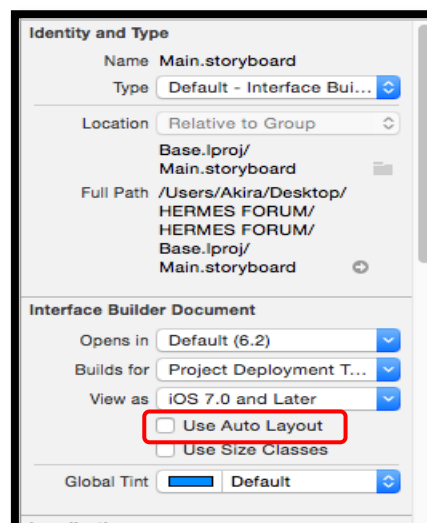 Identity and Type
Name Main.storyboard
Type Default - Interface Bui...
Location Relative to Group
Base.lproj/
Main.storyboard
Full Path /Users/Akira/Desktop/
HERMES FORUM/
HERMES FORUM/
Base.lproj/
Main.storyboard
Interface Builder Document
Opens in Default (6.2)
Builds for Project Deployment T...
View as iOS 7.0 and Later
Use Auto Layout
Use Size Classes
Global Tint Default